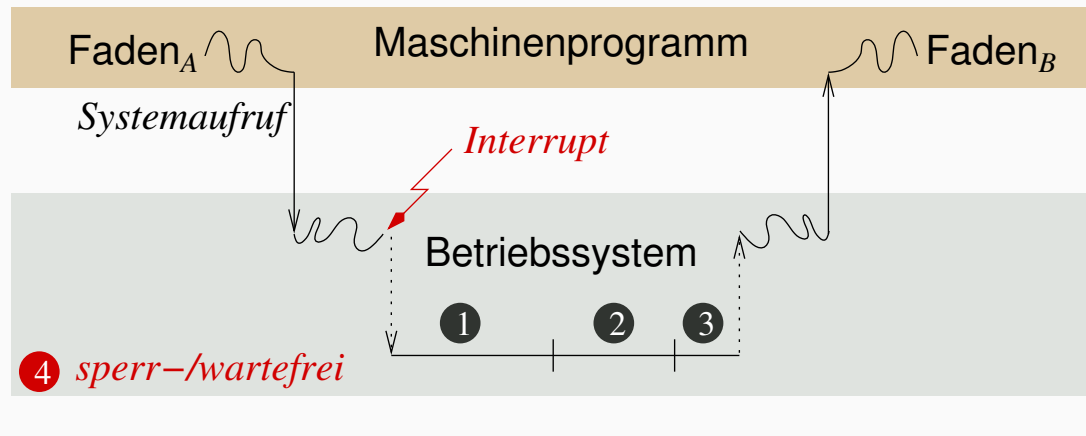 Faden_A Maschinenprogramm Faden_B
Systemaufruf
Interrupt
Betriebssystem
1 2 3
4 sperr−/wartefrei